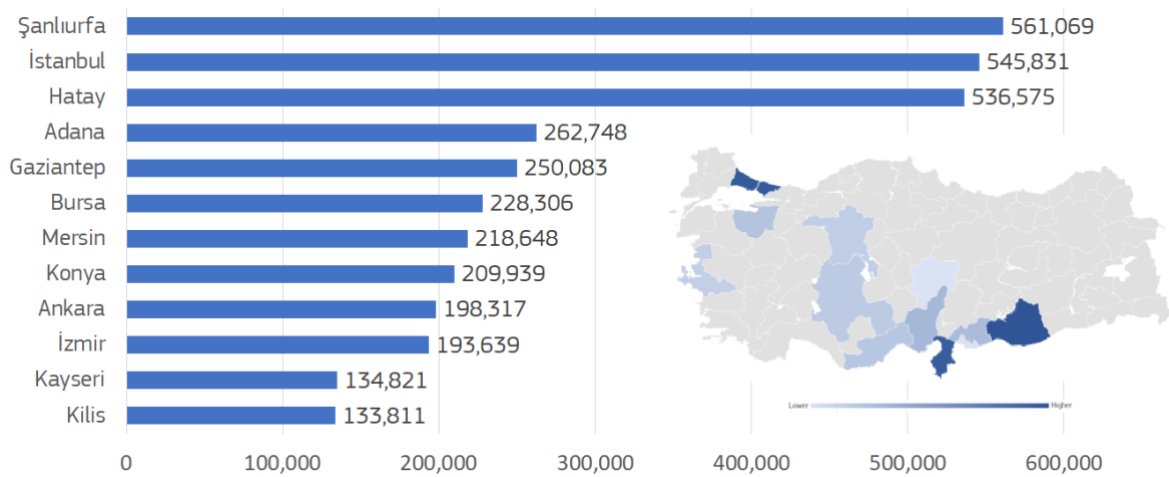 Şanlıurfa 561,069
İstanbul 545,831
Hatay 536,575
Adana 262,748
Gaziantep 250,083
Bursa 228,306
Mersin 218,648
Konya 209,939
Ankara 198,317
İzmir 193,639
Kayseri 134,821
Kilis 133,811
Lower Higher
0 100,000 200,000 300,000 400,000 500,000 600,000